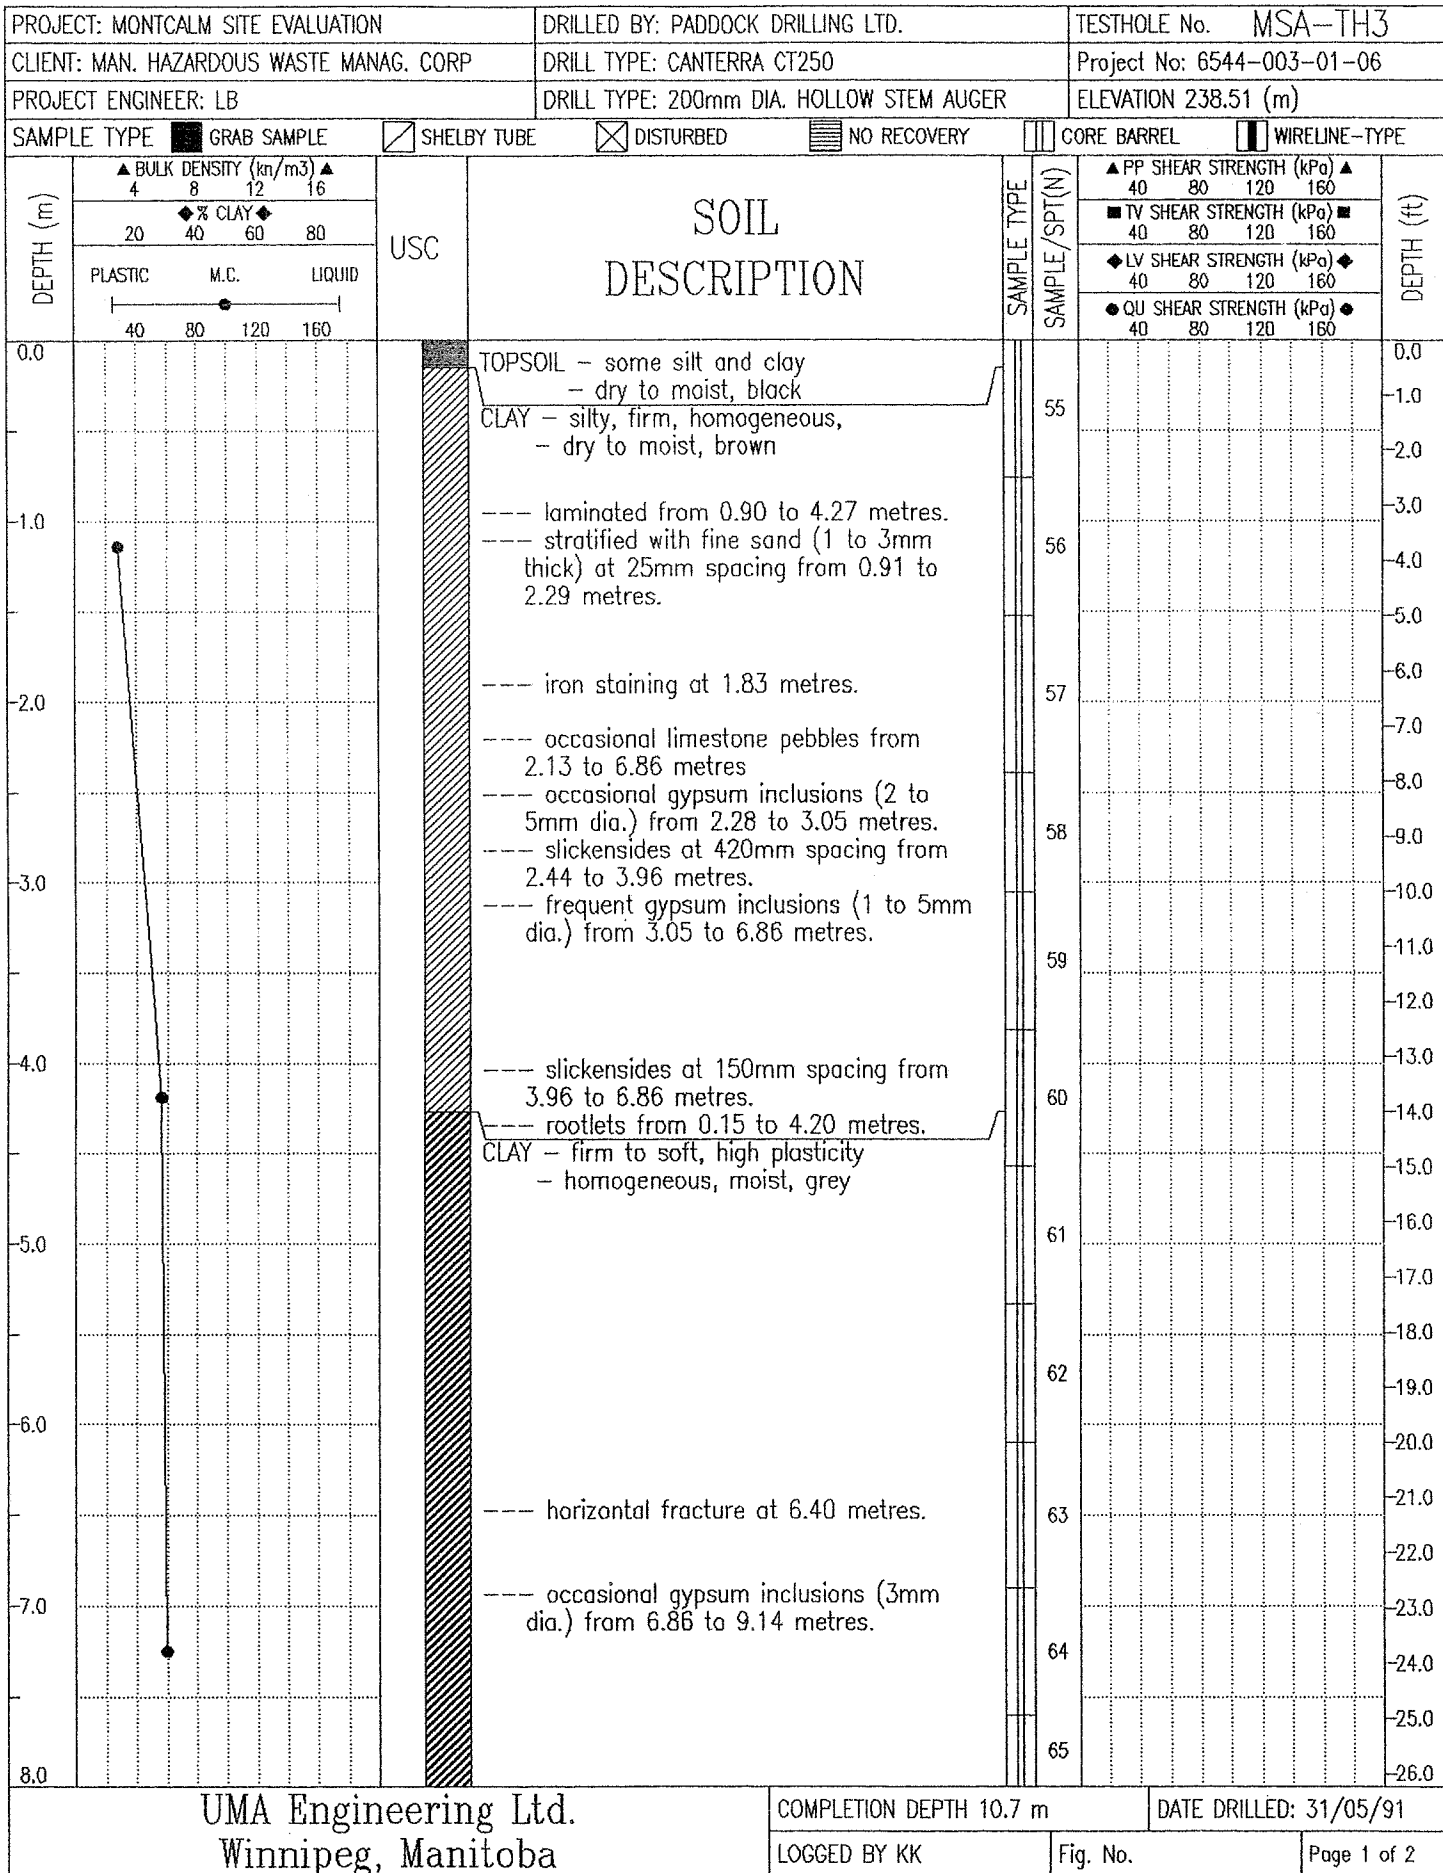 PROJECT: MONTCALM SITE EVALUATION
DRILLED BY: PADDOCK DRILLING LTD.
TESTHOLE No. MSA-TH3
CLIENT: MAN. HAZARDOUS WASTE MANAG. CORP
DRILL TYPE: CANTERRA CT250
Project No: 6544-003-01-06
PROJECT ENGINEER: LB
DRILL TYPE: 200mm DIA. HOLLOW STEM AUGER
ELEVATION 238.51 (m)
SAMPLE TYPE GRAB SAMPLE SHELBY TUBE DISTURBED NO RECOVERY CORE BARREL WIRELINE-TYPE
DEPTH (m)
▲ BULK DENSITY (kn/m3) ▲
4 8 12 16
◆ % CLAY ◆
20 40 60 80
PLASTIC M.C. LIQUID
40 80 120 160
USC
SOIL
DESCRIPTION
SAMPLE TYPE
SAMPLE/SPT(N)
▲ PP SHEAR STRENGTH (kPa) ▲
40 80 120 160
■ TV SHEAR STRENGTH (kPa) ■
40 80 120 160
◆ LV SHEAR STRENGTH (kPa) ◆
40 80 120 160
● QU SHEAR STRENGTH (kPa) ●
40 80 120 160
DEPTH (ft)
0.0
-1.0
-2.0
-3.0
-4.0
-5.0
-6.0
-7.0
8.0
TOPSOIL - some silt and clay
- dry to moist, black
CLAY - silty, firm, homogeneous,
- dry to moist, brown
--- laminated from 0.90 to 4.27 metres.
--- stratified with fine sand (1 to 3mm
thick) at 25mm spacing from 0.91 to
2.29 metres.
--- iron staining at 1.83 metres.
--- occasional limestone pebbles from
2.13 to 6.86 metres
--- occasional gypsum inclusions (2 to
5mm dia.) from 2.28 to 3.05 metres.
--- slickensides at 420mm spacing from
2.44 to 3.96 metres.
--- frequent gypsum inclusions (1 to 5mm
dia.) from 3.05 to 6.86 metres.
--- slickensides at 150mm spacing from
3.96 to 6.86 metres.
--- rootlets from 0.15 to 4.20 metres.
CLAY - firm to soft, high plasticity
- homogeneous, moist, grey
--- horizontal fracture at 6.40 metres.
--- occasional gypsum inclusions (3mm
dia.) from 6.86 to 9.14 metres.
55
56
57
58
59
60
61
62
63
64
65
0.0
-1.0
-2.0
-3.0
-4.0
-5.0
-6.0
-7.0
-8.0
-9.0
-10.0
-11.0
-12.0
-13.0
-14.0
-15.0
-16.0
-17.0
-18.0
-19.0
-20.0
-21.0
-22.0
-23.0
-24.0
-25.0
-26.0
UMA Engineering Ltd.
Winnipeg, Manitoba
COMPLETION DEPTH 10.7 m
DATE DRILLED: 31/05/91
LOGGED BY KK
Fig. No.
Page 1 of 2